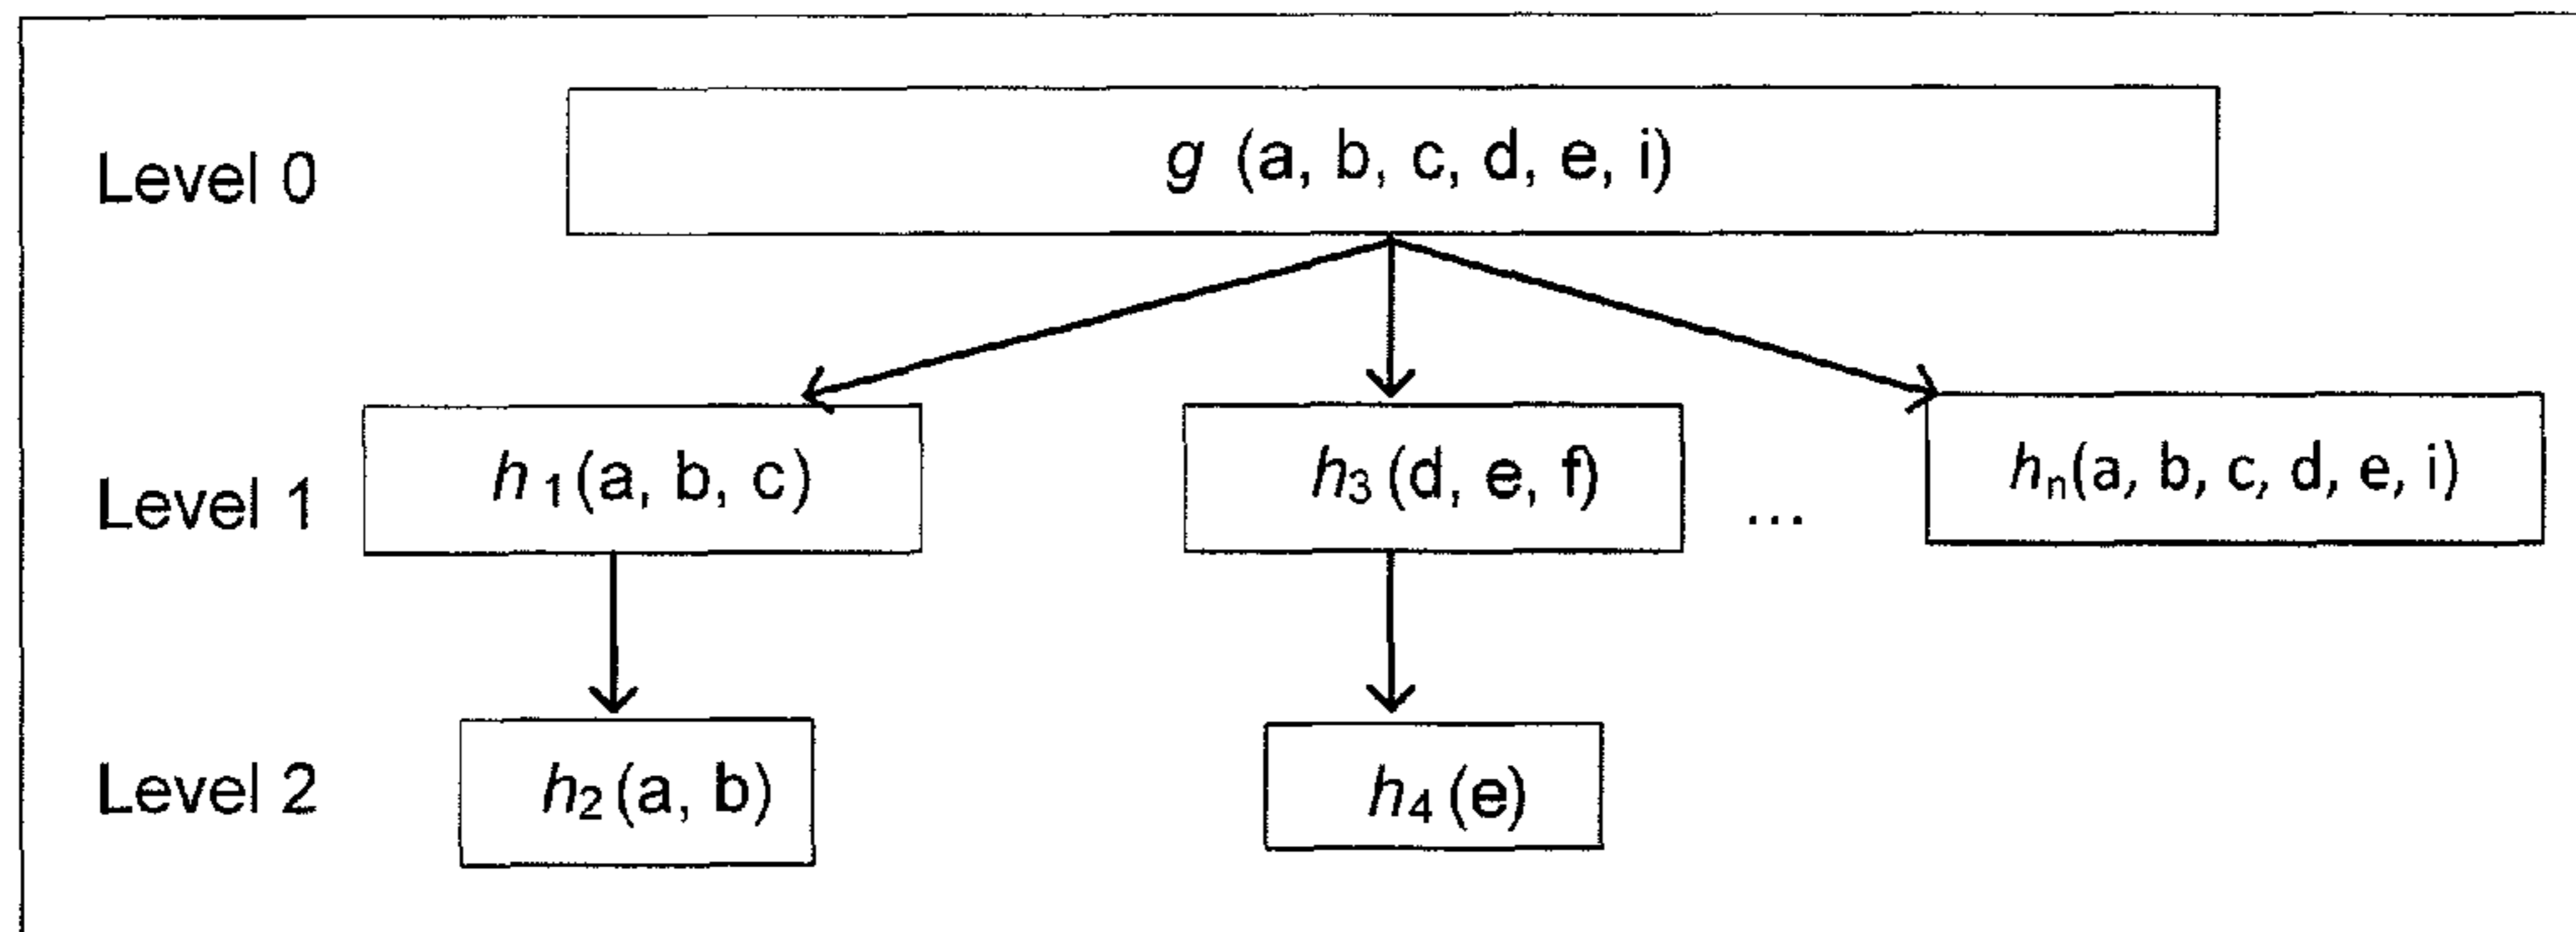 Level 0
g (a, b, c, d, e, i)
Level 1
h1(a, b, c)
h3(d, e, f)
...
hn(a, b, c, d, e, i)
Level 2
h2(a, b)
h4(e)